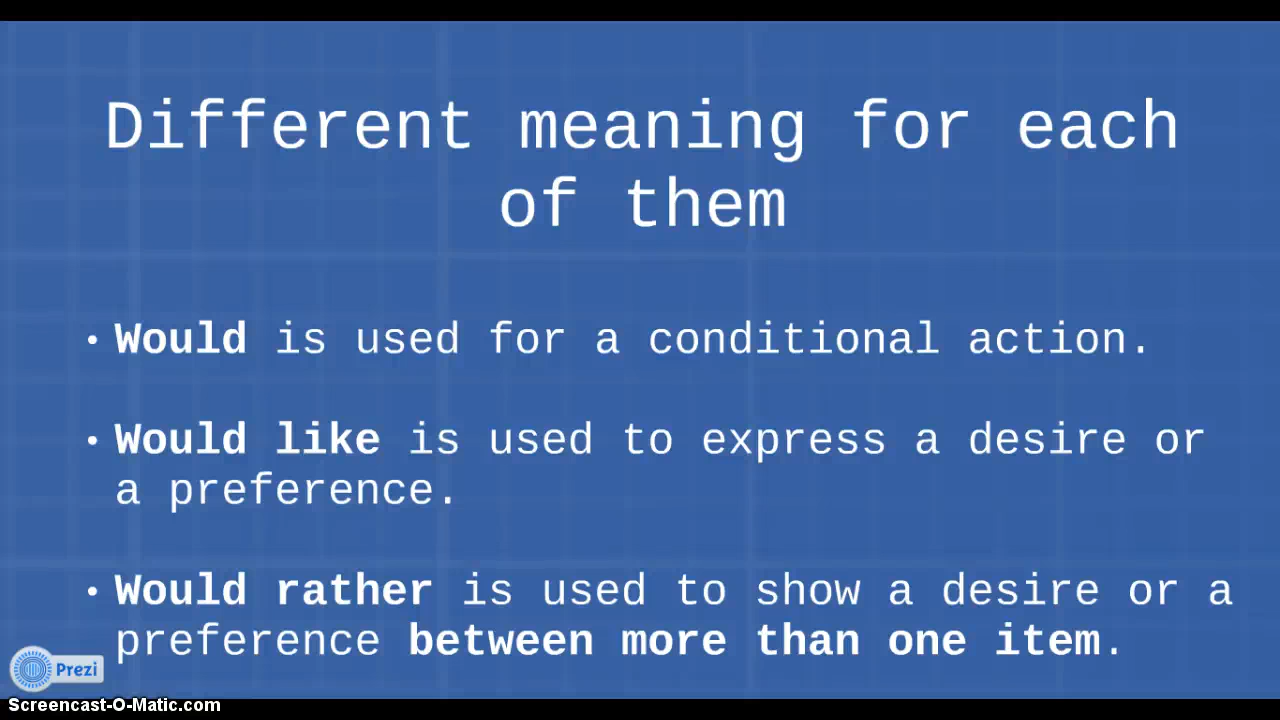 Different meaning for each
of them
• Would is used for a conditional action.
• Would like is used to express a desire or
a preference.
• Would rather is used to show a desire or a
preference between more than one item.
Prezi
Screencast-O-Matic.com